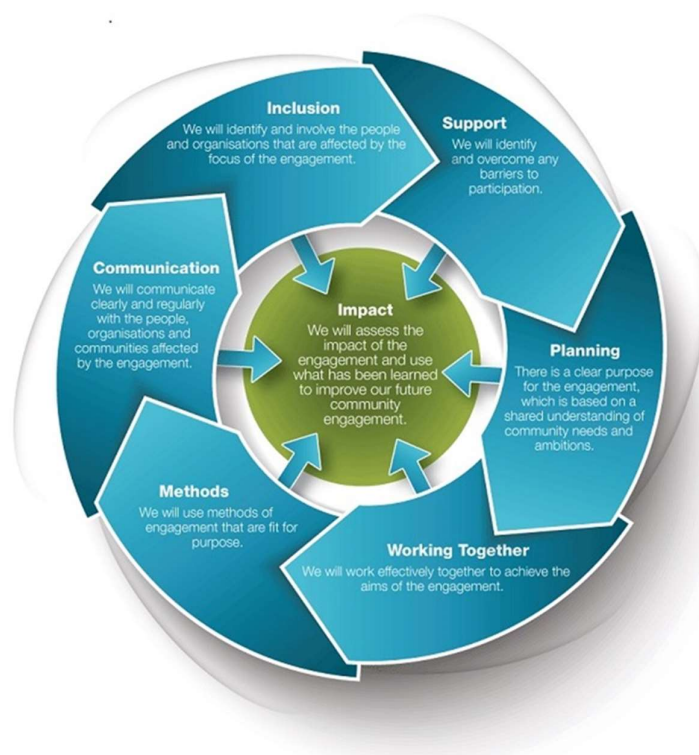 Inclusion
We will identify and involve the people
and organisations that are affected by the
focus of the engagement.
Support
We will identify
and overcome any
barriers to
participation.
Planning
There is a clear purpose
for the engagement,
which is based on a
shared understanding of
community needs and
ambitions.
Working Together
We will work effectively together to achieve the
aims of the engagement.
Methods
We will use methods of
engagement that are fit for
purpose.
Communication
We will communicate
clearly and regularly
with the people,
organisations and
communities affected
by the engagement.
Impact
We will assess the
impact of the
engagement and use
what has been learned
to improve our future
community
engagement.